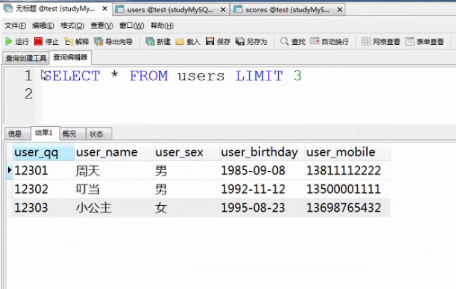 无标题 @test (studyMy... users @test (studyMySQ... scores @test (studyMyS...
文件(F) 编辑(E) 格式(O) 查看(V) 窗口(W) 帮助(H)
运行 停止 解释 导出向导 新建 载入 保存 另存为 查找 自动换行 网格查看 表单查看
查询创建工具 查询编辑器
1 SELECT * FROM users LIMIT 3
2
信息 结果1 概况 状态
user_qq user_name user_sex user_birthday user_mobile
12301 周天 男 1985-09-08 13811112222
12302 叮当 男 1992-11-12 13500001111
12303 小公主 女 1995-08-23 13698765432